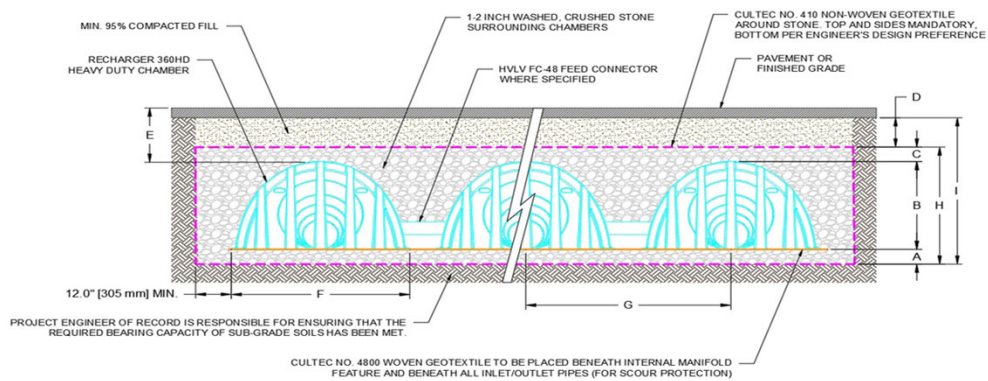 MIN. 95% COMPACTED FILL
1-2 INCH WASHED, CRUSHED STONE
SURROUNDING CHAMBERS
CULTEC NO. 410 NON-WOVEN GEOTEXTILE
AROUND STONE. TOP AND SIDES MANDATORY,
BOTTOM PER ENGINEER'S DESIGN PREFERENCE
RECHARGER 360HD
HEAVY DUTY CHAMBER
HVLV FC-48 FEED CONNECTOR
WHERE SPECIFIED
PAVEMENT OR
FINISHED GRADE
E
D
C
B
H
I
A
12.0" [305 mm] MIN.
F
G
PROJECT ENGINEER OF RECORD IS RESPONSIBLE FOR ENSURING THAT THE
REQUIRED BEARING CAPACITY OF SUB-GRADE SOILS HAS BEEN MET.
CULTEC NO. 4800 WOVEN GEOTEXTILE TO BE PLACED BENEATH INTERNAL MANIFOLD
FEATURE AND BENEATH ALL INLET/OUTLET PIPES (FOR SCOUR PROTECTION)